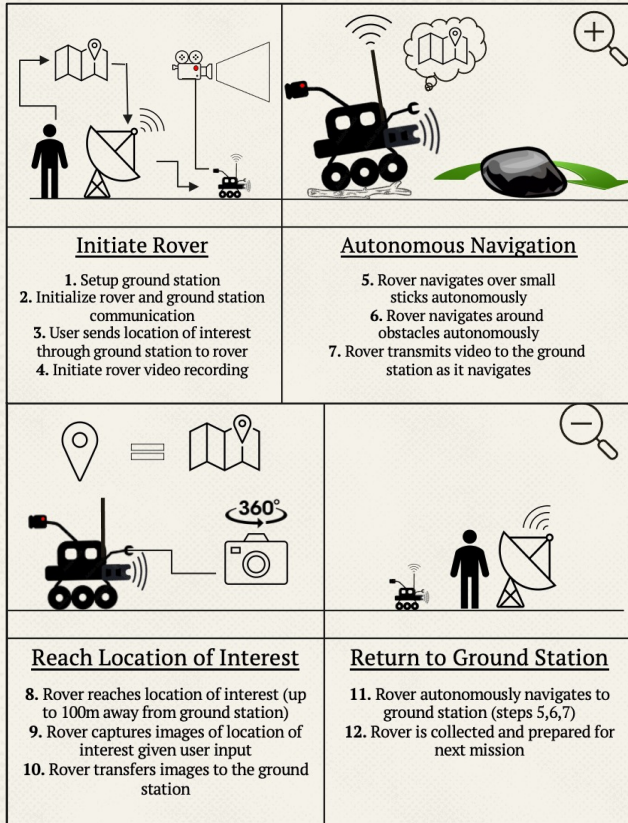 Initiate Rover
1. Setup ground station
2. Initialize rover and ground station
communication
3. User sends location of interest
through ground station to rover
4. Initiate rover video recording
Autonomous Navigation
5. Rover navigates over small
sticks autonomously
6. Rover navigates around
obstacles autonomously
7. Rover transmits video to the ground
station as it navigates
360°
Reach Location of Interest
8. Rover reaches location of interest (up
to 100m away from ground station)
9. Rover captures images of location of
interest given user input
10. Rover transfers images to the ground
station
Return to Ground Station
11. Rover autonomously navigates to
ground station (steps 5,6,7)
12. Rover is collected and prepared for
next mission